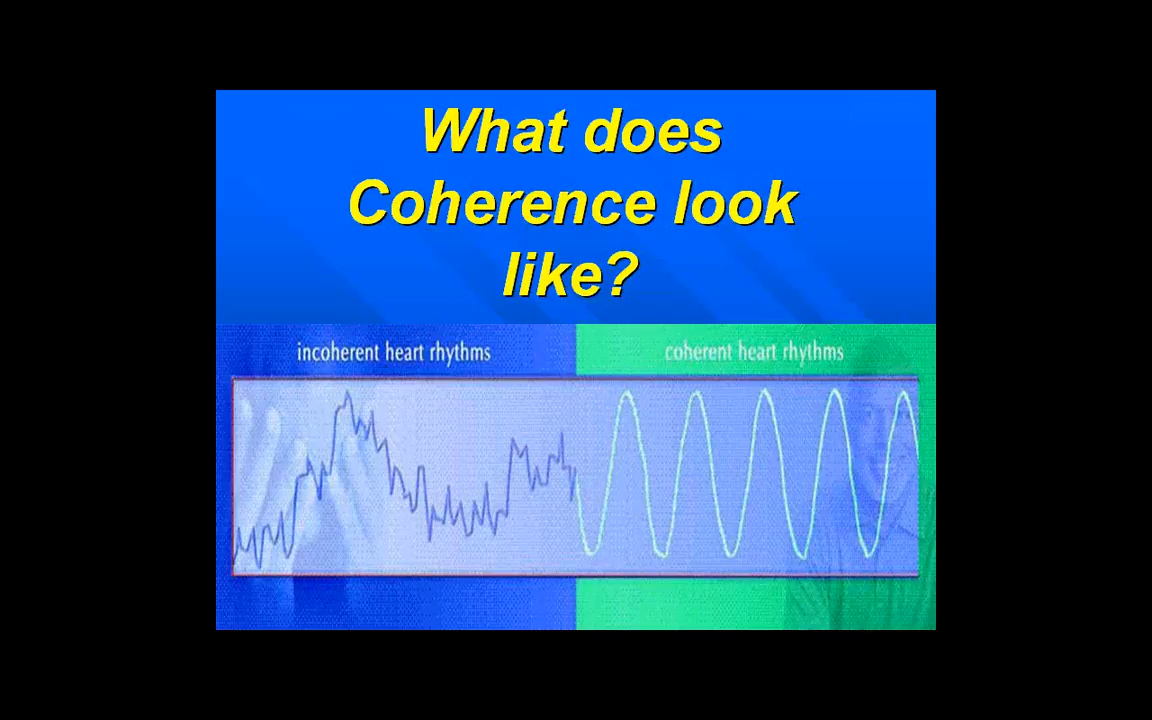 What does
Coherence look
like?
incoherent heart rhythms
coherent heart rhythms